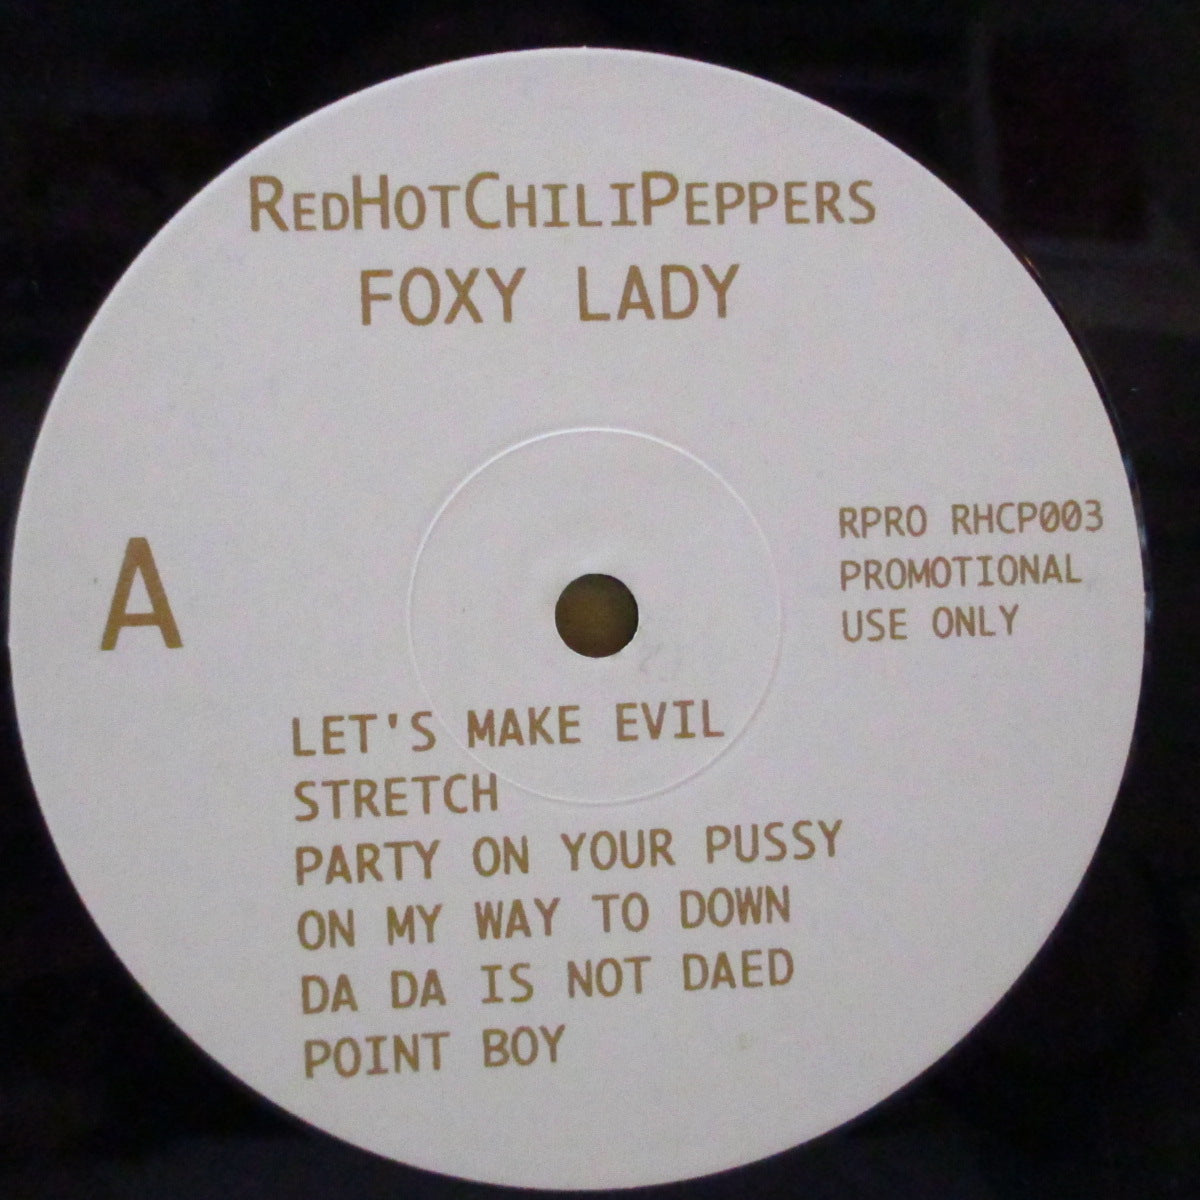 REDHOTCHILIPEPPERS
FOXY LADY
A
RPRO RHCP003
PROMOTIONAL
USE ONLY
LET'S MAKE EVIL
STRETCH
PARTY ON YOUR PUSSY
ON MY WAY TO DOWN
DA DA IS NOT DAED
POINT BOY